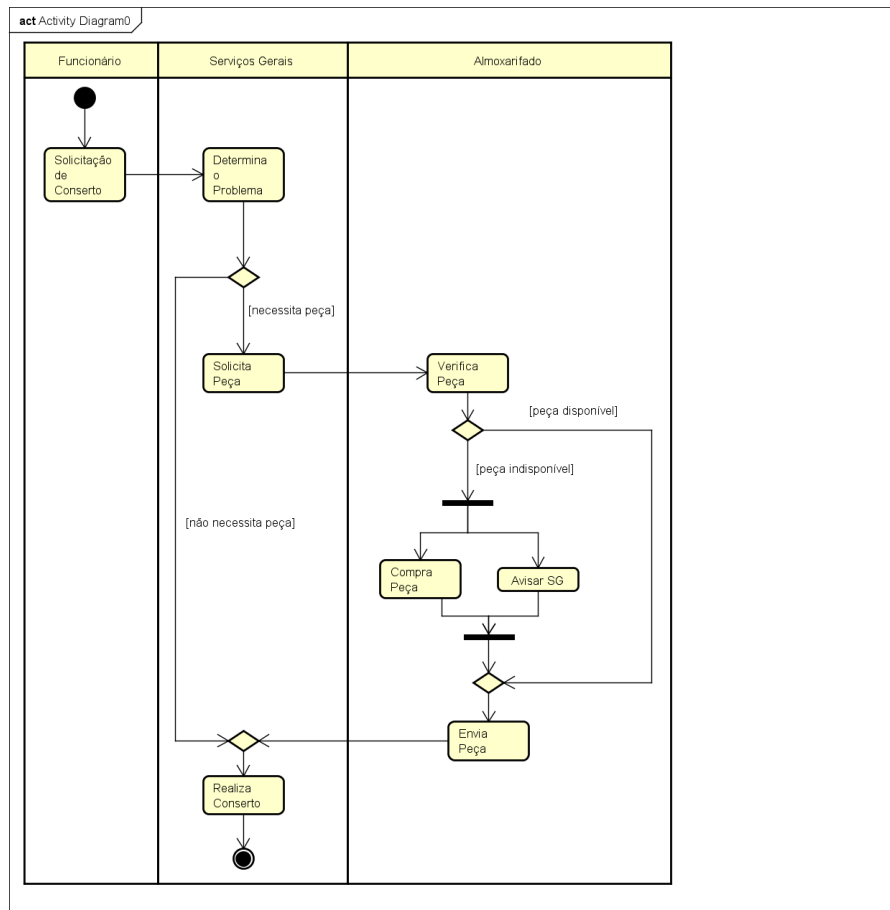 act Activity Diagram0
Funcionário
Serviços Gerais
Almoxarifado
Solicitação
de
Conserto
Determina
o
Problema
[necessita peça]
Solicita
Peça
Verifica
Peça
[peça disponível]
[peça indisponível]
[não necessita peça]
Compra
Peça
Avisar SG
Envia
Peça
Realiza
Conserto